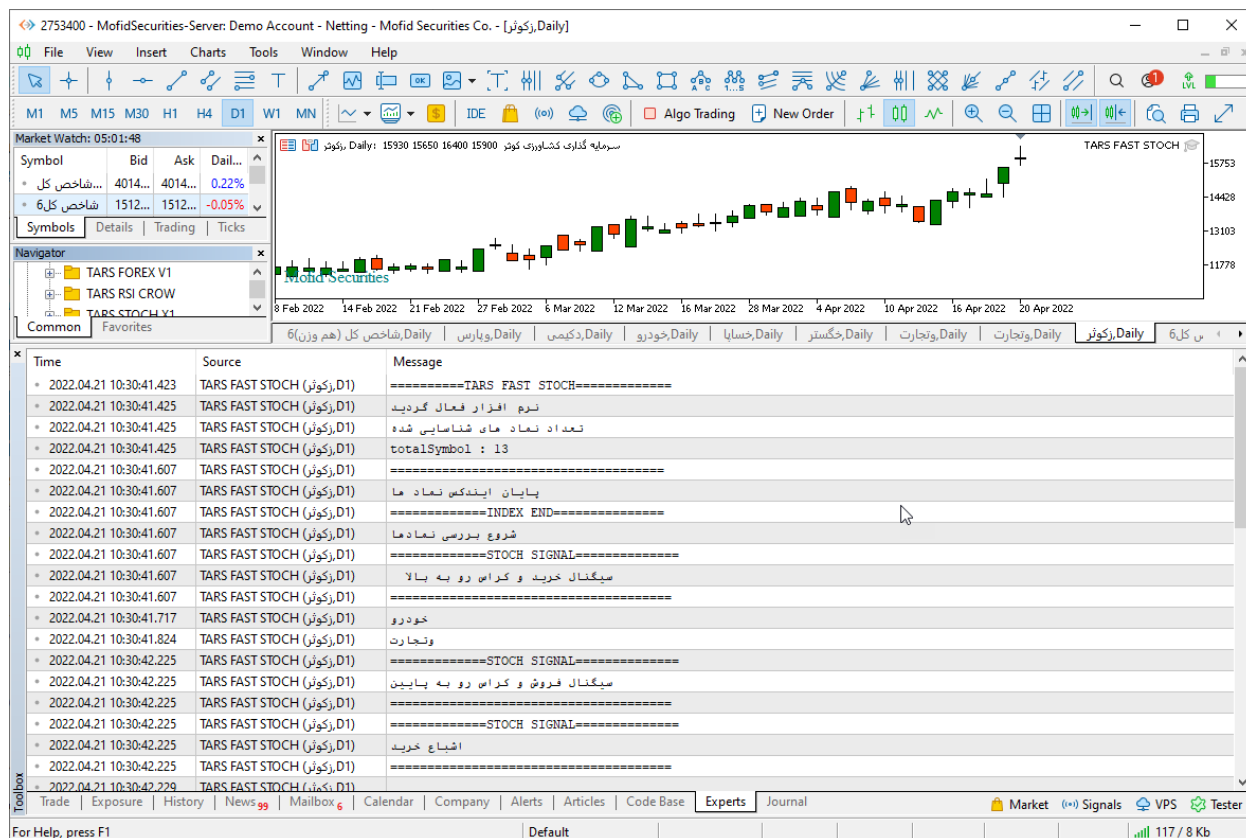 2753400 - MofidSecurities-Server: Demo Account - Netting - Mofid Securities Co. - [زکوثر,Daily]
File View Insert Charts Tools Window Help
IDE Algo Trading New Order
M1 M5 M15 M30 H1 H4 D1 W1 MN
Market Watch: 05:01:48
Symbol Bid Ask Dail...
شاخص کل... 4014... 4014... 0.22%
شاخص کل6 1512... 1512... -0.05%
Symbols Details Trading Ticks
Navigator
TARS FOREX V1
TARS RSI CROW
TARS STOCH X1
Common Favorites
زکوثر, Daily: 15930 15650 16400 15900 سرمایه گذاری کشاورزی کوثر
TARS FAST STOCH
15753
14428
13103
11778
Mofid Securities
8 Feb 2022 14 Feb 2022 21 Feb 2022 27 Feb 2022 6 Mar 2022 12 Mar 2022 16 Mar 2022 28 Mar 2022 4 Apr 2022 10 Apr 2022 16 Apr 2022 20 Apr 2022
شاخص کل (هم وزن)6,Daily وپارس,Daily دکیمی,Daily خودرو,Daily خساپا,Daily خگستر,Daily وتجارت,Daily وتجارت,Daily زکوثر,Daily س کل6
Time Source Message
2022.04.21 10:30:41.423 TARS FAST STOCH (زکوثر,D1) ==========TARS FAST STOCH=============
2022.04.21 10:30:41.425 TARS FAST STOCH (زکوثر,D1) نرم افزار فعال گردید
2022.04.21 10:30:41.425 TARS FAST STOCH (زکوثر,D1) تعداد نماد های شناسایی شده
2022.04.21 10:30:41.425 TARS FAST STOCH (زکوثر,D1) totalSymbol : 13
2022.04.21 10:30:41.607 TARS FAST STOCH (زکوثر,D1) =====================================
2022.04.21 10:30:41.607 TARS FAST STOCH (زکوثر,D1) پایان ایندکس نماد ها
2022.04.21 10:30:41.607 TARS FAST STOCH (زکوثر,D1) =============INDEX END===============
2022.04.21 10:30:41.607 TARS FAST STOCH (زکوثر,D1) شروع بررسی نمادها
2022.04.21 10:30:41.607 TARS FAST STOCH (زکوثر,D1) =============STOCH SIGNAL==============
2022.04.21 10:30:41.607 TARS FAST STOCH (زکوثر,D1) سیگنال خرید و کراس رو به بالا
2022.04.21 10:30:41.607 TARS FAST STOCH (زکوثر,D1) ======================================
2022.04.21 10:30:41.717 TARS FAST STOCH (زکوثر,D1) خودرو
2022.04.21 10:30:41.824 TARS FAST STOCH (زکوثر,D1) وتجارت
2022.04.21 10:30:42.225 TARS FAST STOCH (زکوثر,D1) =============STOCH SIGNAL==============
2022.04.21 10:30:42.225 TARS FAST STOCH (زکوثر,D1) سیگنال فروش و کراس رو به پایین
2022.04.21 10:30:42.225 TARS FAST STOCH (زکوثر,D1) ======================================
2022.04.21 10:30:42.225 TARS FAST STOCH (زکوثر,D1) =============STOCH SIGNAL==============
2022.04.21 10:30:42.225 TARS FAST STOCH (زکوثر,D1) اشباع خرید
2022.04.21 10:30:42.225 TARS FAST STOCH (زکوثر,D1) ======================================
2022.04.21 10:30:42.229 TARS FAST STOCH (زکوثر,D1)
Toolbox
Trade Exposure History News 99 Mailbox 6 Calendar Company Alerts Articles Code Base Experts Journal Market Signals VPS Tester
For Help, press F1 Default 117 / 8 Kb